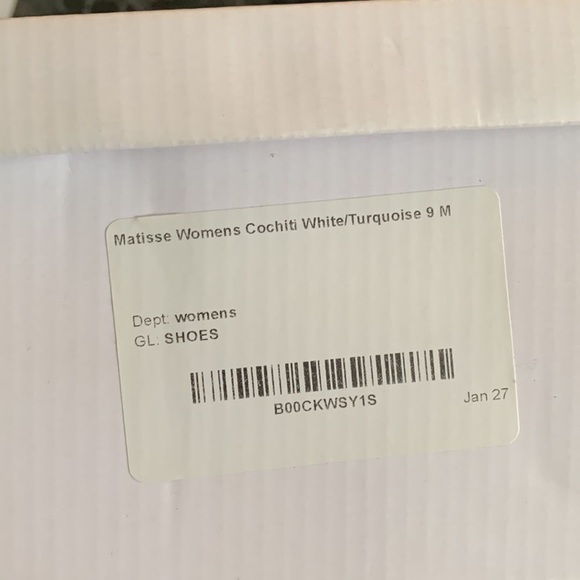 Matisse Womens Cochiti White/Turquoise 9 M
Dept: womens
GL: SHOES
B00CKWSY1S
Jan 27